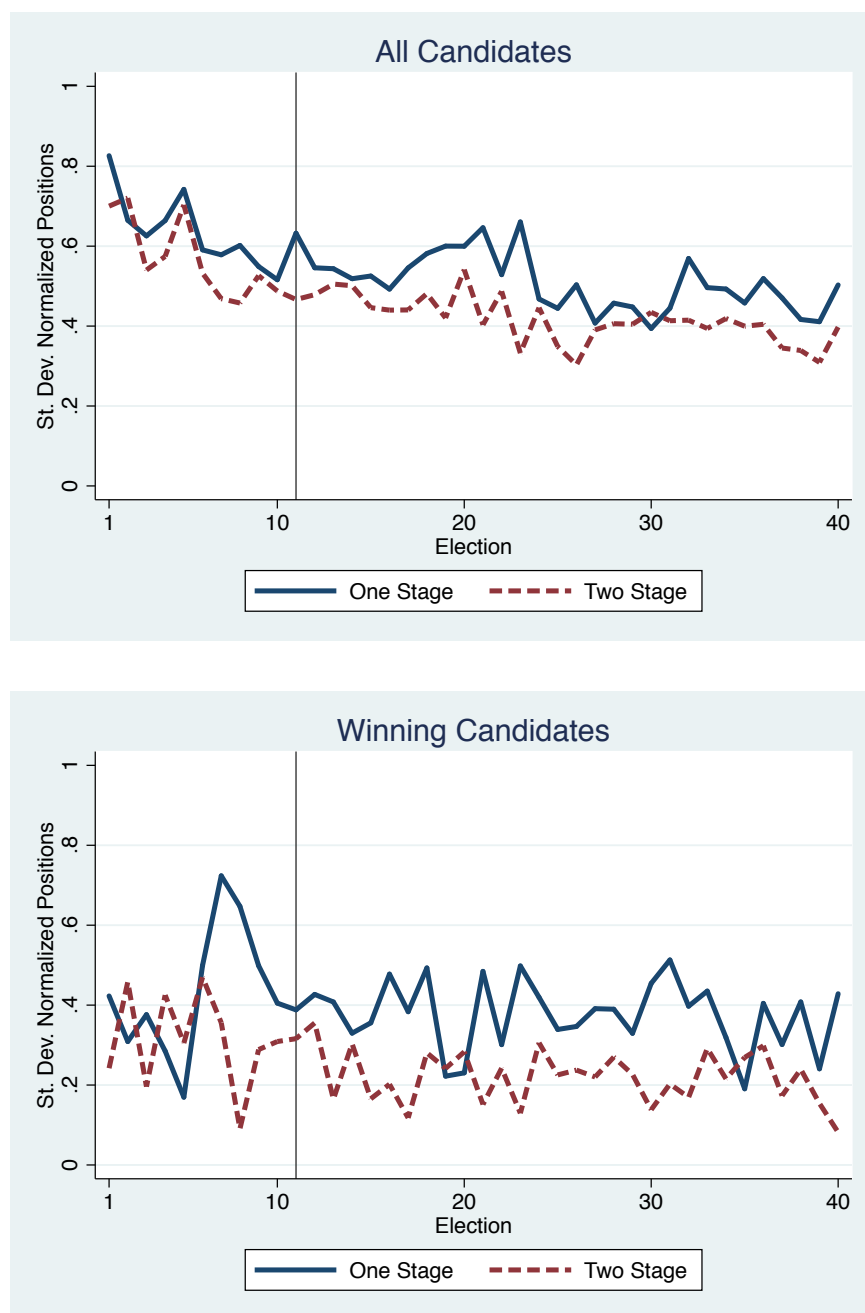 All Candidates
St. Dev. Normalized Positions
1
.8
.6
.4
.2
0
1 10 20 30 40
Election
One Stage Two Stage
Winning Candidates
St. Dev. Normalized Positions
1
.8
.6
.4
.2
0
1 10 20 30 40
Election
One Stage Two Stage